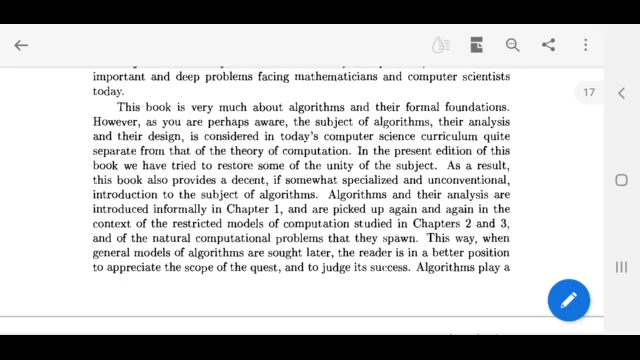 important and deep problems facing mathematicians and computer scientists
today.
This book is very much about algorithms and their formal foundations.
However, as you are perhaps aware, the subject of algorithms, their analysis
and their design, is considered in today's computer science curriculum quite
separate from that of the theory of computation. In the present edition of this
book we have tried to restore some of the unity of the subject. As a result,
this book also provides a decent, if somewhat specialized and unconventional,
introduction to the subject of algorithms. Algorithms and their analysis are
introduced informally in Chapter 1, and are picked up again and again in the
context of the restricted models of computation studied in Chapters 2 and 3,
and of the natural computational problems that they spawn. This way, when
general models of algorithms are sought later, the reader is in a better position
to appreciate the scope of the quest, and to judge its success. Algorithms play a
17